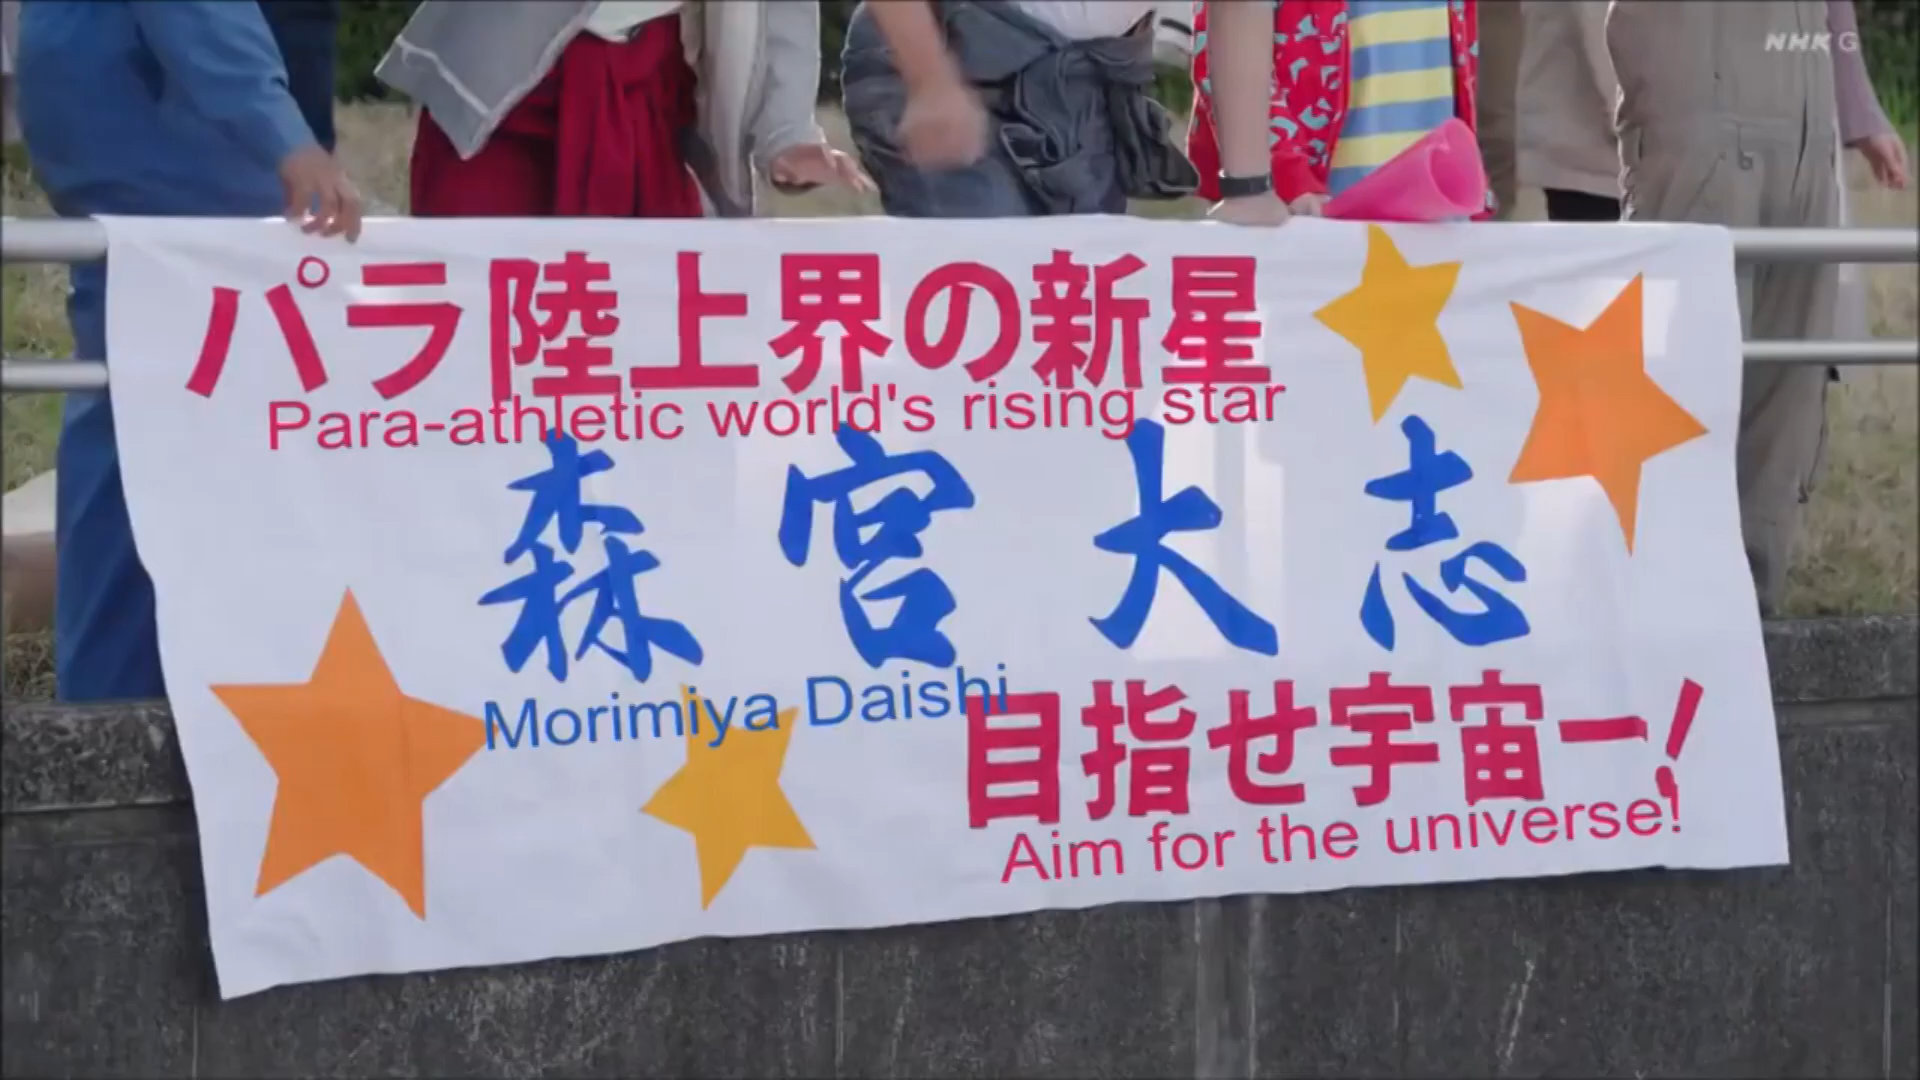 NHK G
パラ陸上界の新星
Para-athletic world's rising star
森宮大志
Morimiya Daishi
目指せ宇宙一!
Aim for the universe!